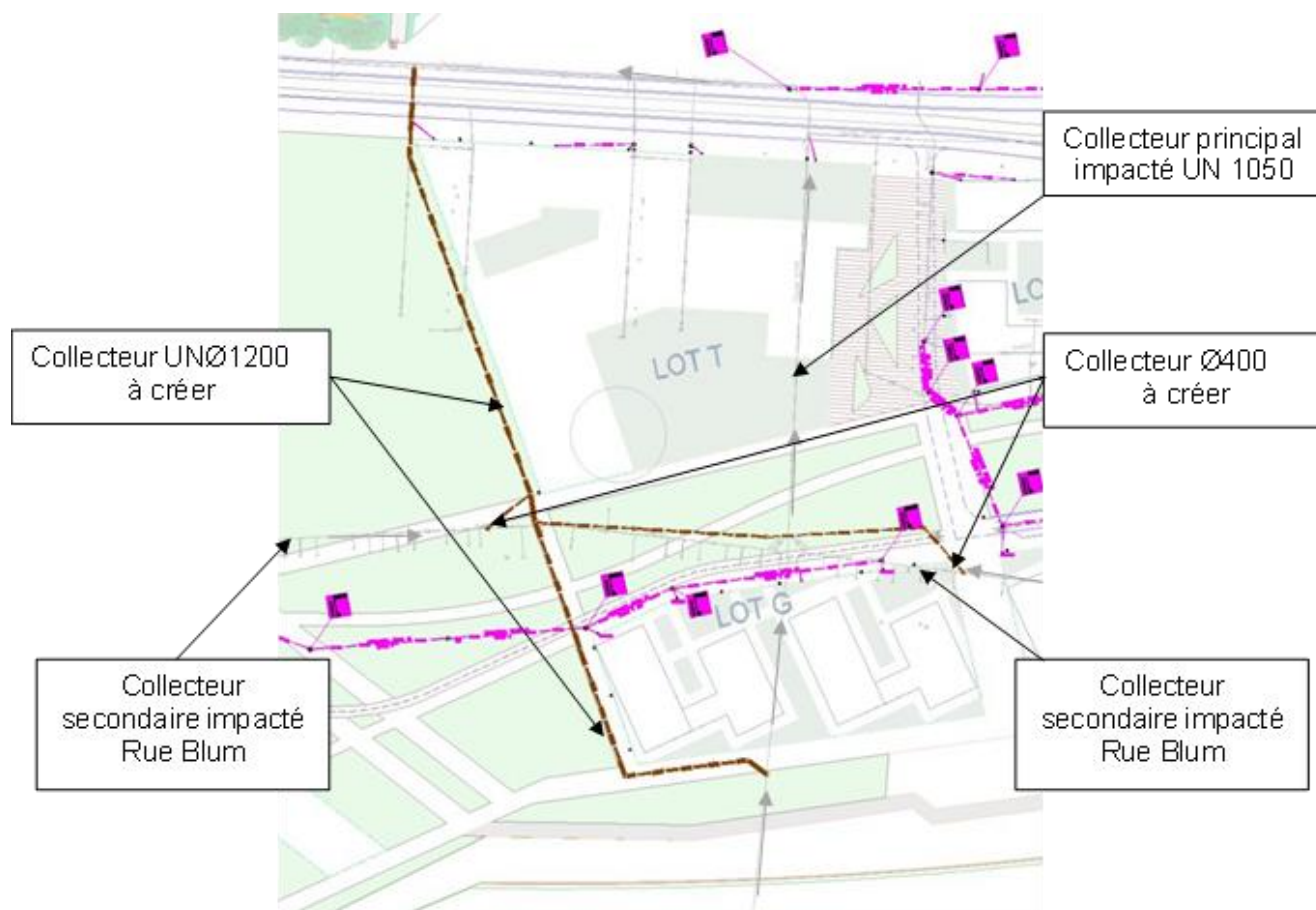 Collecteur principal
impacté UN 1050
LO
LOT T
Collecteur UNØ1200
à créer
Collecteur Ø400
à créer
LOT G
Collecteur
secondaire impacté
Rue Blum
Collecteur
secondaire impacté
Rue Blum